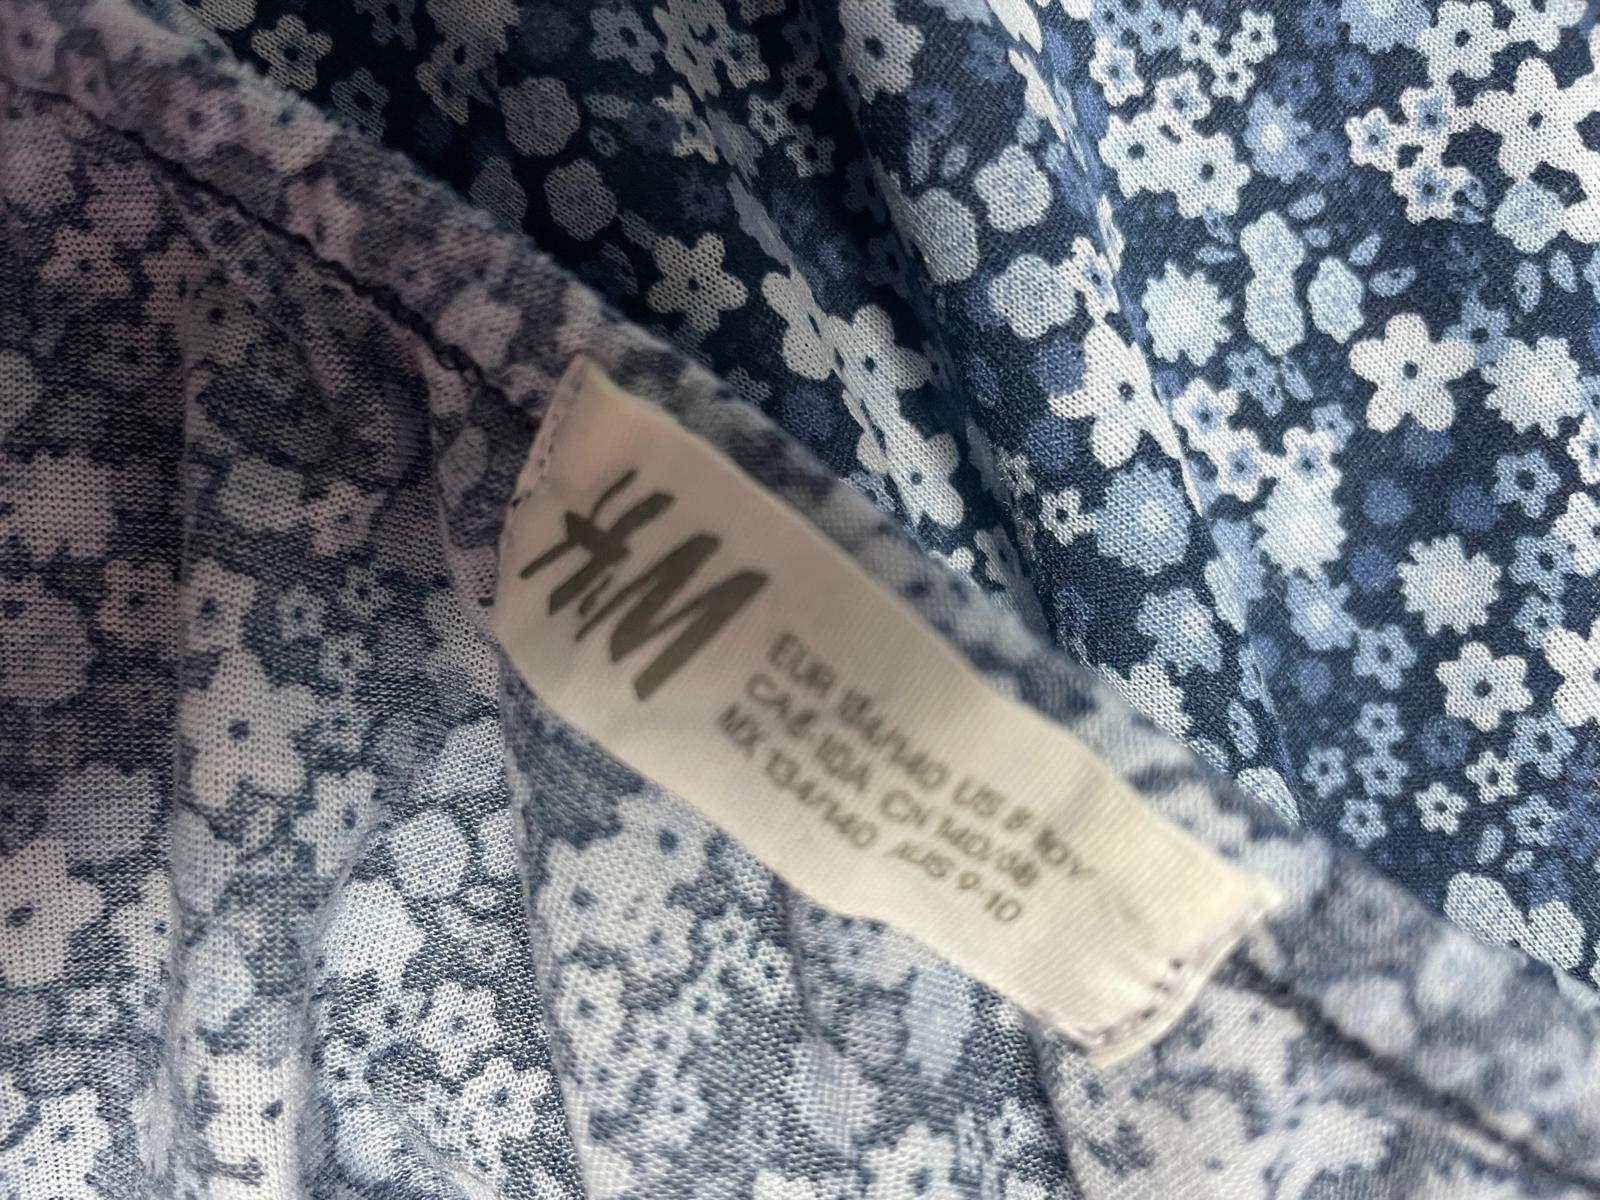 H&M
EUR 134/140 US 8-10Y
CA 8-10A CN 140/68
MX 134/140 AUS 9-10